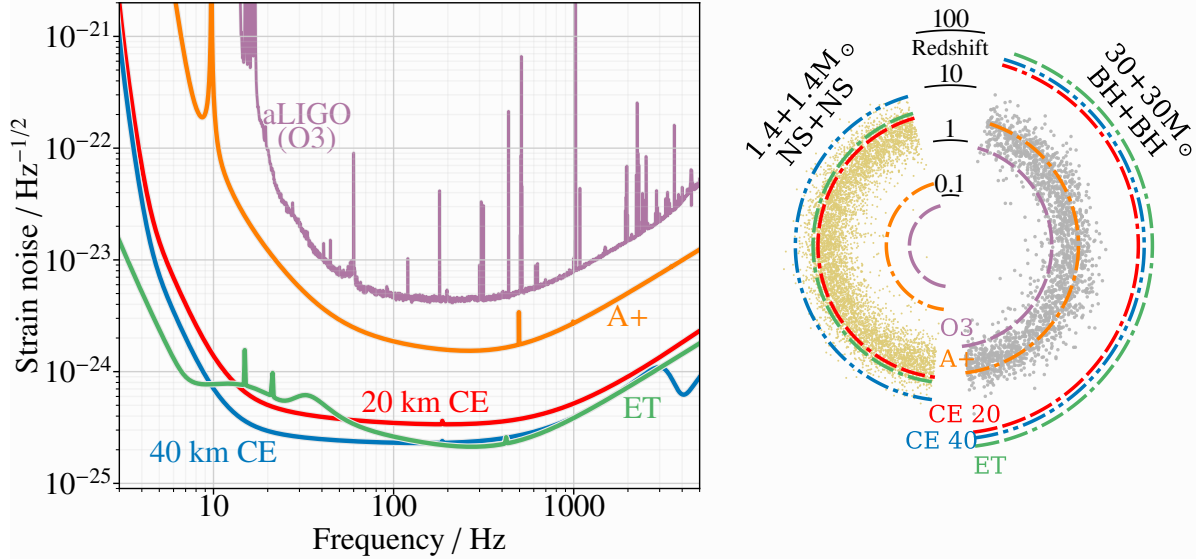 10⁻²¹
10⁻²²
10⁻²³
10⁻²⁴
10⁻²⁵
Strain noise / Hz⁻¹/²
aLIGO
(O3)
A+
20 km CE
ET
40 km CE
10
100
1000
Frequency / Hz
100
Redshift
10
1
0.1
1.4+1.4M⊙
NS+NS
30+30M⊙
BH+BH
O3
A+
CE 20
CE 40
ET